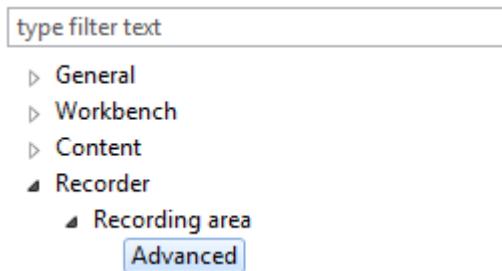 type filter text
General
Workbench
Content
Recorder
Recording area
Advanced